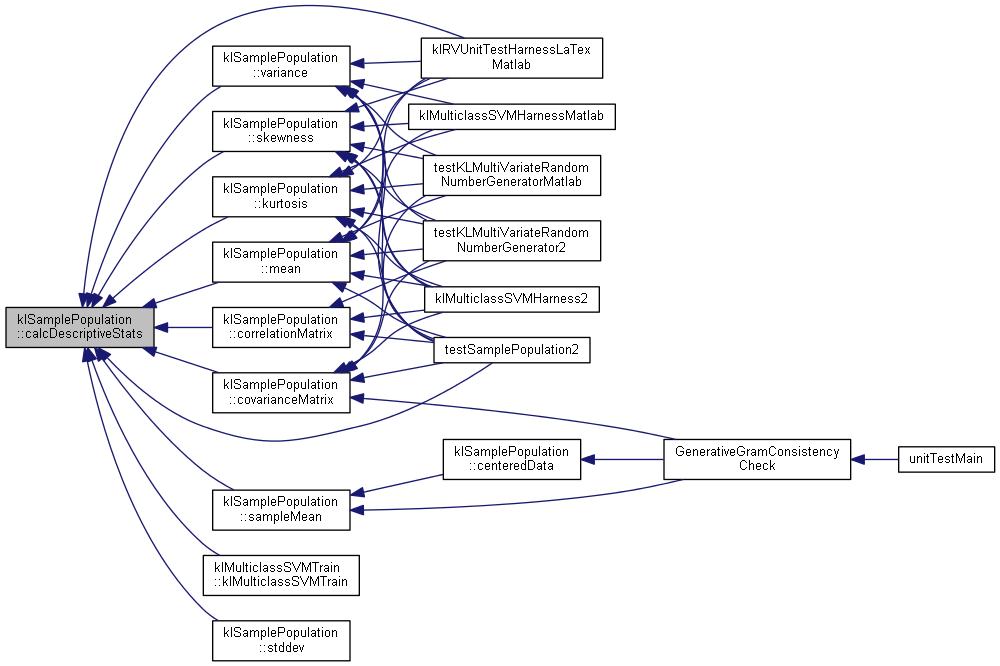 klSamplePopulation
::calcDescriptiveStats
klSamplePopulation
::variance
klSamplePopulation
::skewness
klSamplePopulation
::kurtosis
klSamplePopulation
::mean
klSamplePopulation
::correlationMatrix
klSamplePopulation
::covarianceMatrix
klSamplePopulation
::sampleMean
klMulticlassSVMTrain
::klMulticlassSVMTrain
klSamplePopulation
::stddev
klRVUnitTestHarnessLaTex
Matlab
klMulticlassSVMHarnessMatlab
testKLMultiVariateRandom
NumberGeneratorMatlab
testKLMultiVariateRandom
NumberGenerator2
klMulticlassSVMHarness2
testSamplePopulation2
klSamplePopulation
::centeredData
GenerativeGramConsistency
Check
unitTestMain